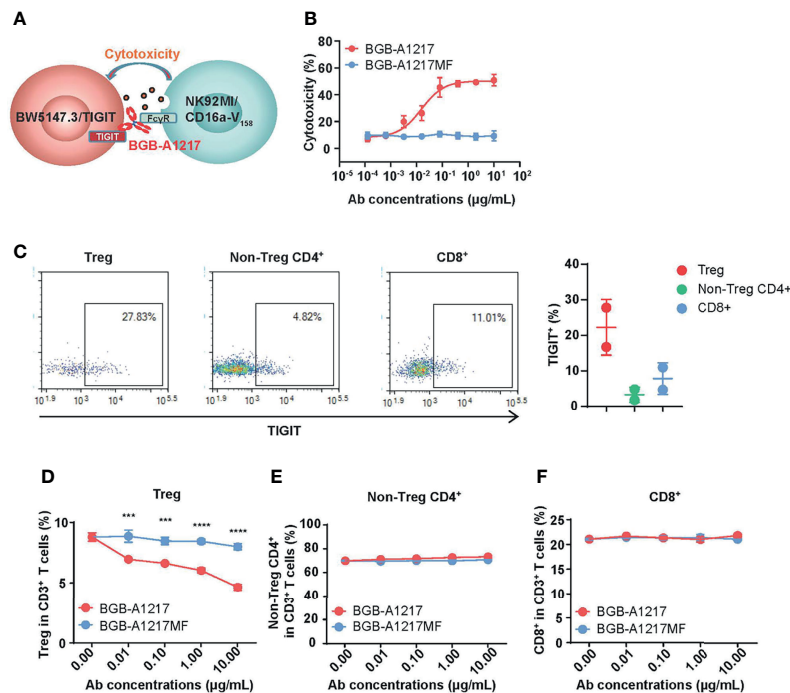 A
Cytotoxicity
BW5147.3/TIGIT
NK92MI/
CD16a-V158
FcγR
TIGIT
BGB-A1217
B
BGB-A1217
BGB-A1217MF
Cytotoxicity (%)
80
60
40
20
0
10-5 10-4 10-3 10-2 10-1 100 101 102
Ab concentrations (µg/mL)
C
Treg
Non-Treg CD4+
CD8+
27.83%
4.82%
11.01%
101.9 103 104 105.5
101.9 103 104 105.5
101.9 103 104 105.5
TIGIT
TIGIT+ (%)
40
30
20
10
0
Treg
Non-Treg CD4+
CD8+
D
Treg
Treg in CD3+ T cells (%)
10
5
0
*** *** **** ****
BGB-A1217
BGB-A1217MF
0.00 0.01 0.10 1.00 10.00
Ab concentrations (µg/mL)
E
Non-Treg CD4+
Non-Treg CD4+
in CD3+ T cells (%)
100
80
60
40
20
0
BGB-A1217
BGB-A1217MF
0.00 0.01 0.10 1.00 10.00
Ab concentrations (µg/mL)
F
CD8+
CD8+ in CD3+ T cells (%)
25
20
15
10
5
0
BGB-A1217
BGB-A1217MF
0.00 0.01 0.10 1.00 10.00
Ab concentrations (µg/mL)